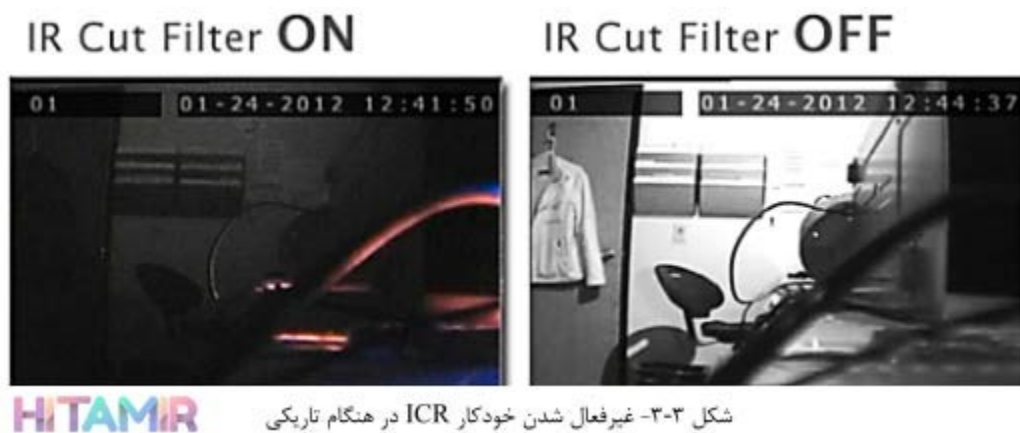 IR Cut Filter ON
IR Cut Filter OFF
01 01-24-2012 12:41:50
01 01-24-2012 12:44:37
HITAMIR
شکل ۳-۳- غیرفعال شدن خودکار ICR در هنگام تاریکی